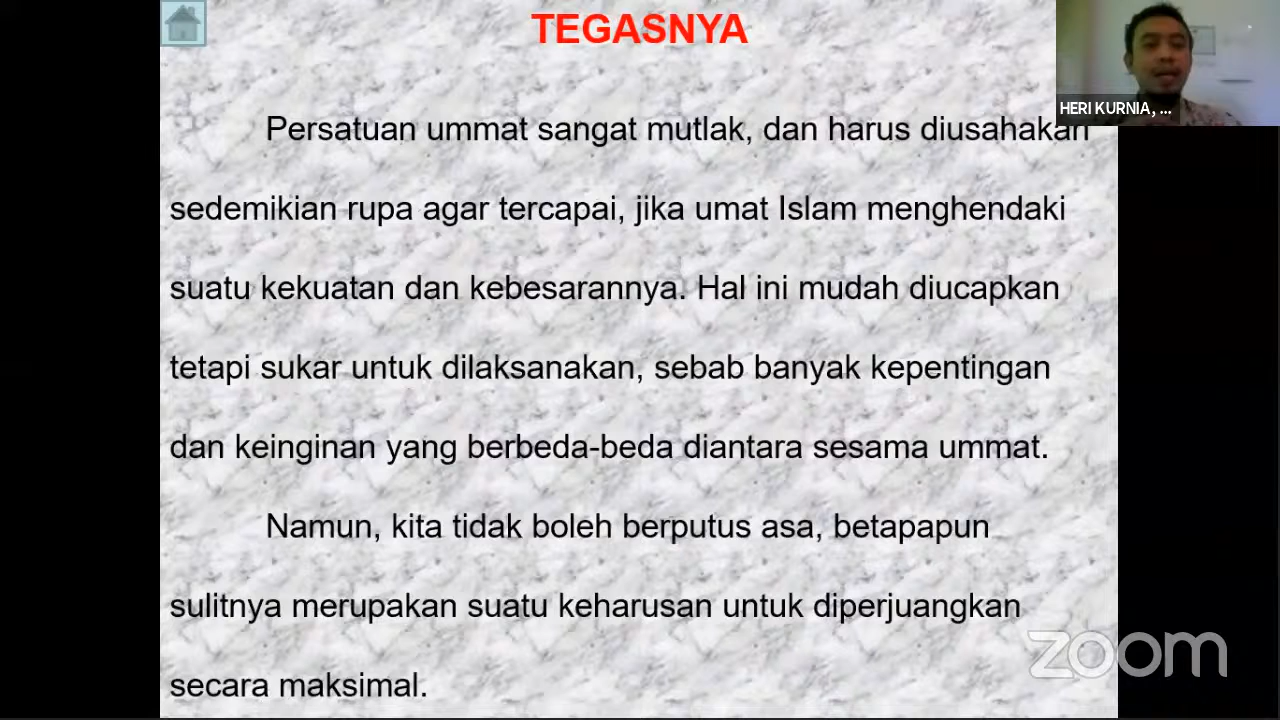 TEGASNYA
HERI KURNIA, ...
Persatuan ummat sangat mutlak, dan harus diusahakan
sedemikian rupa agar tercapai, jika umat Islam menghendaki
suatu kekuatan dan kebesarannya. Hal ini mudah diucapkan
tetapi sukar untuk dilaksanakan, sebab banyak kepentingan
dan keinginan yang berbeda-beda diantara sesama ummat.
Namun, kita tidak boleh berputus asa, betapapun
sulitnya merupakan suatu keharusan untuk diperjuangkan
secara maksimal.
zoom